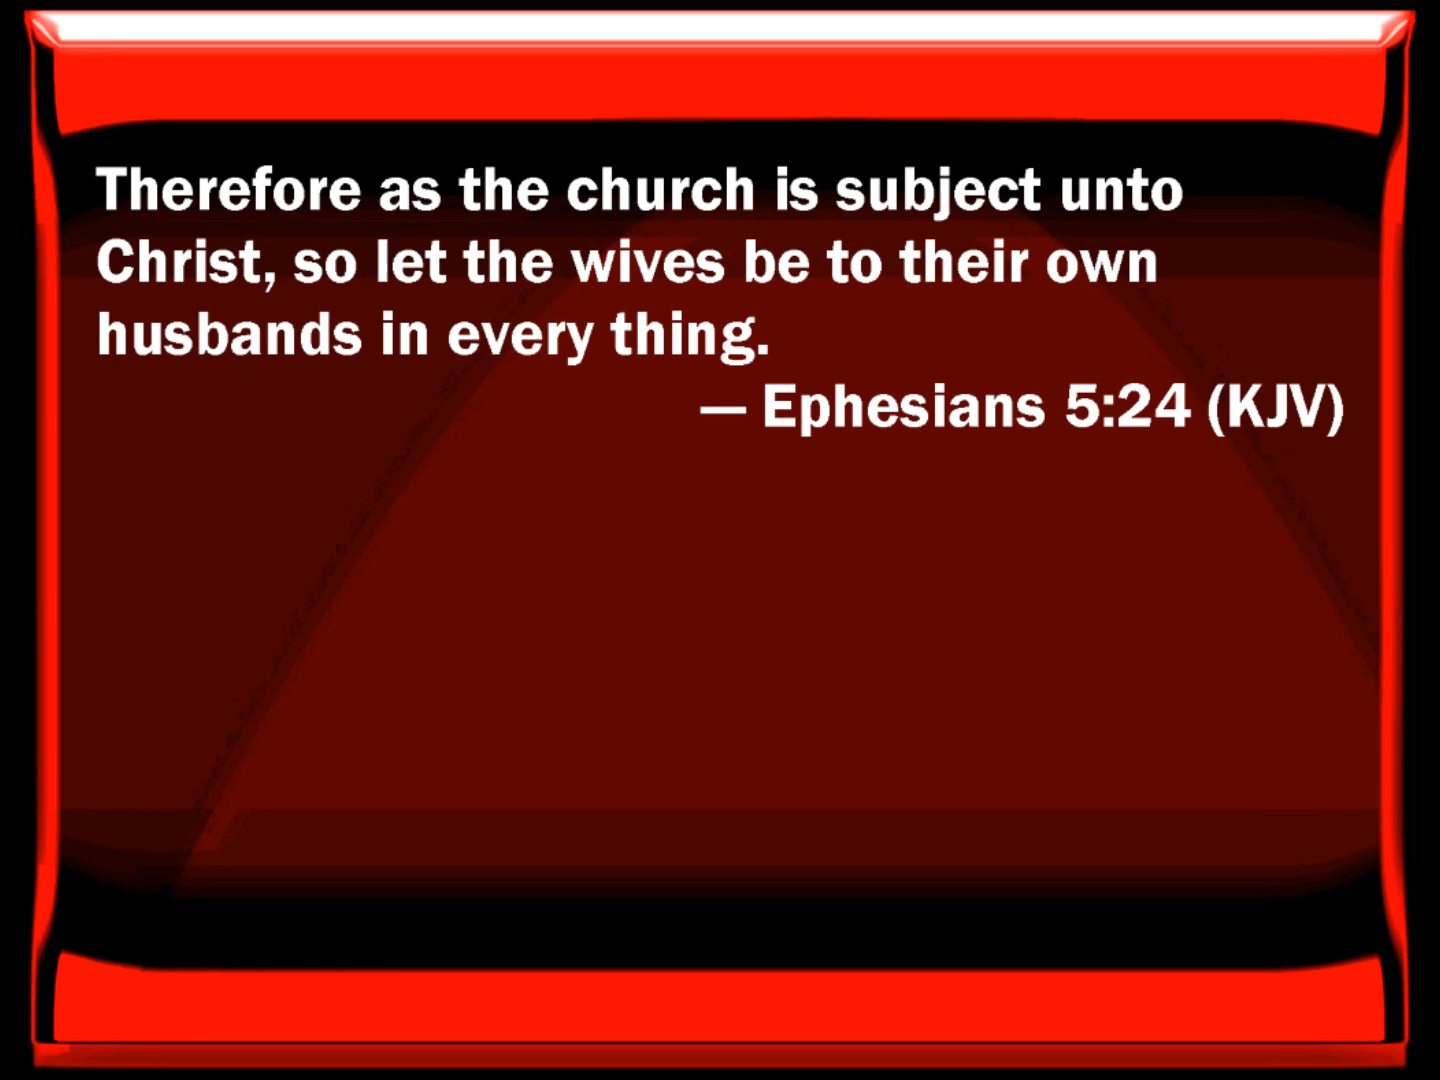 Therefore as the church is subject unto
Christ, so let the wives be to their own
husbands in every thing.
— Ephesians 5:24 (KJV)